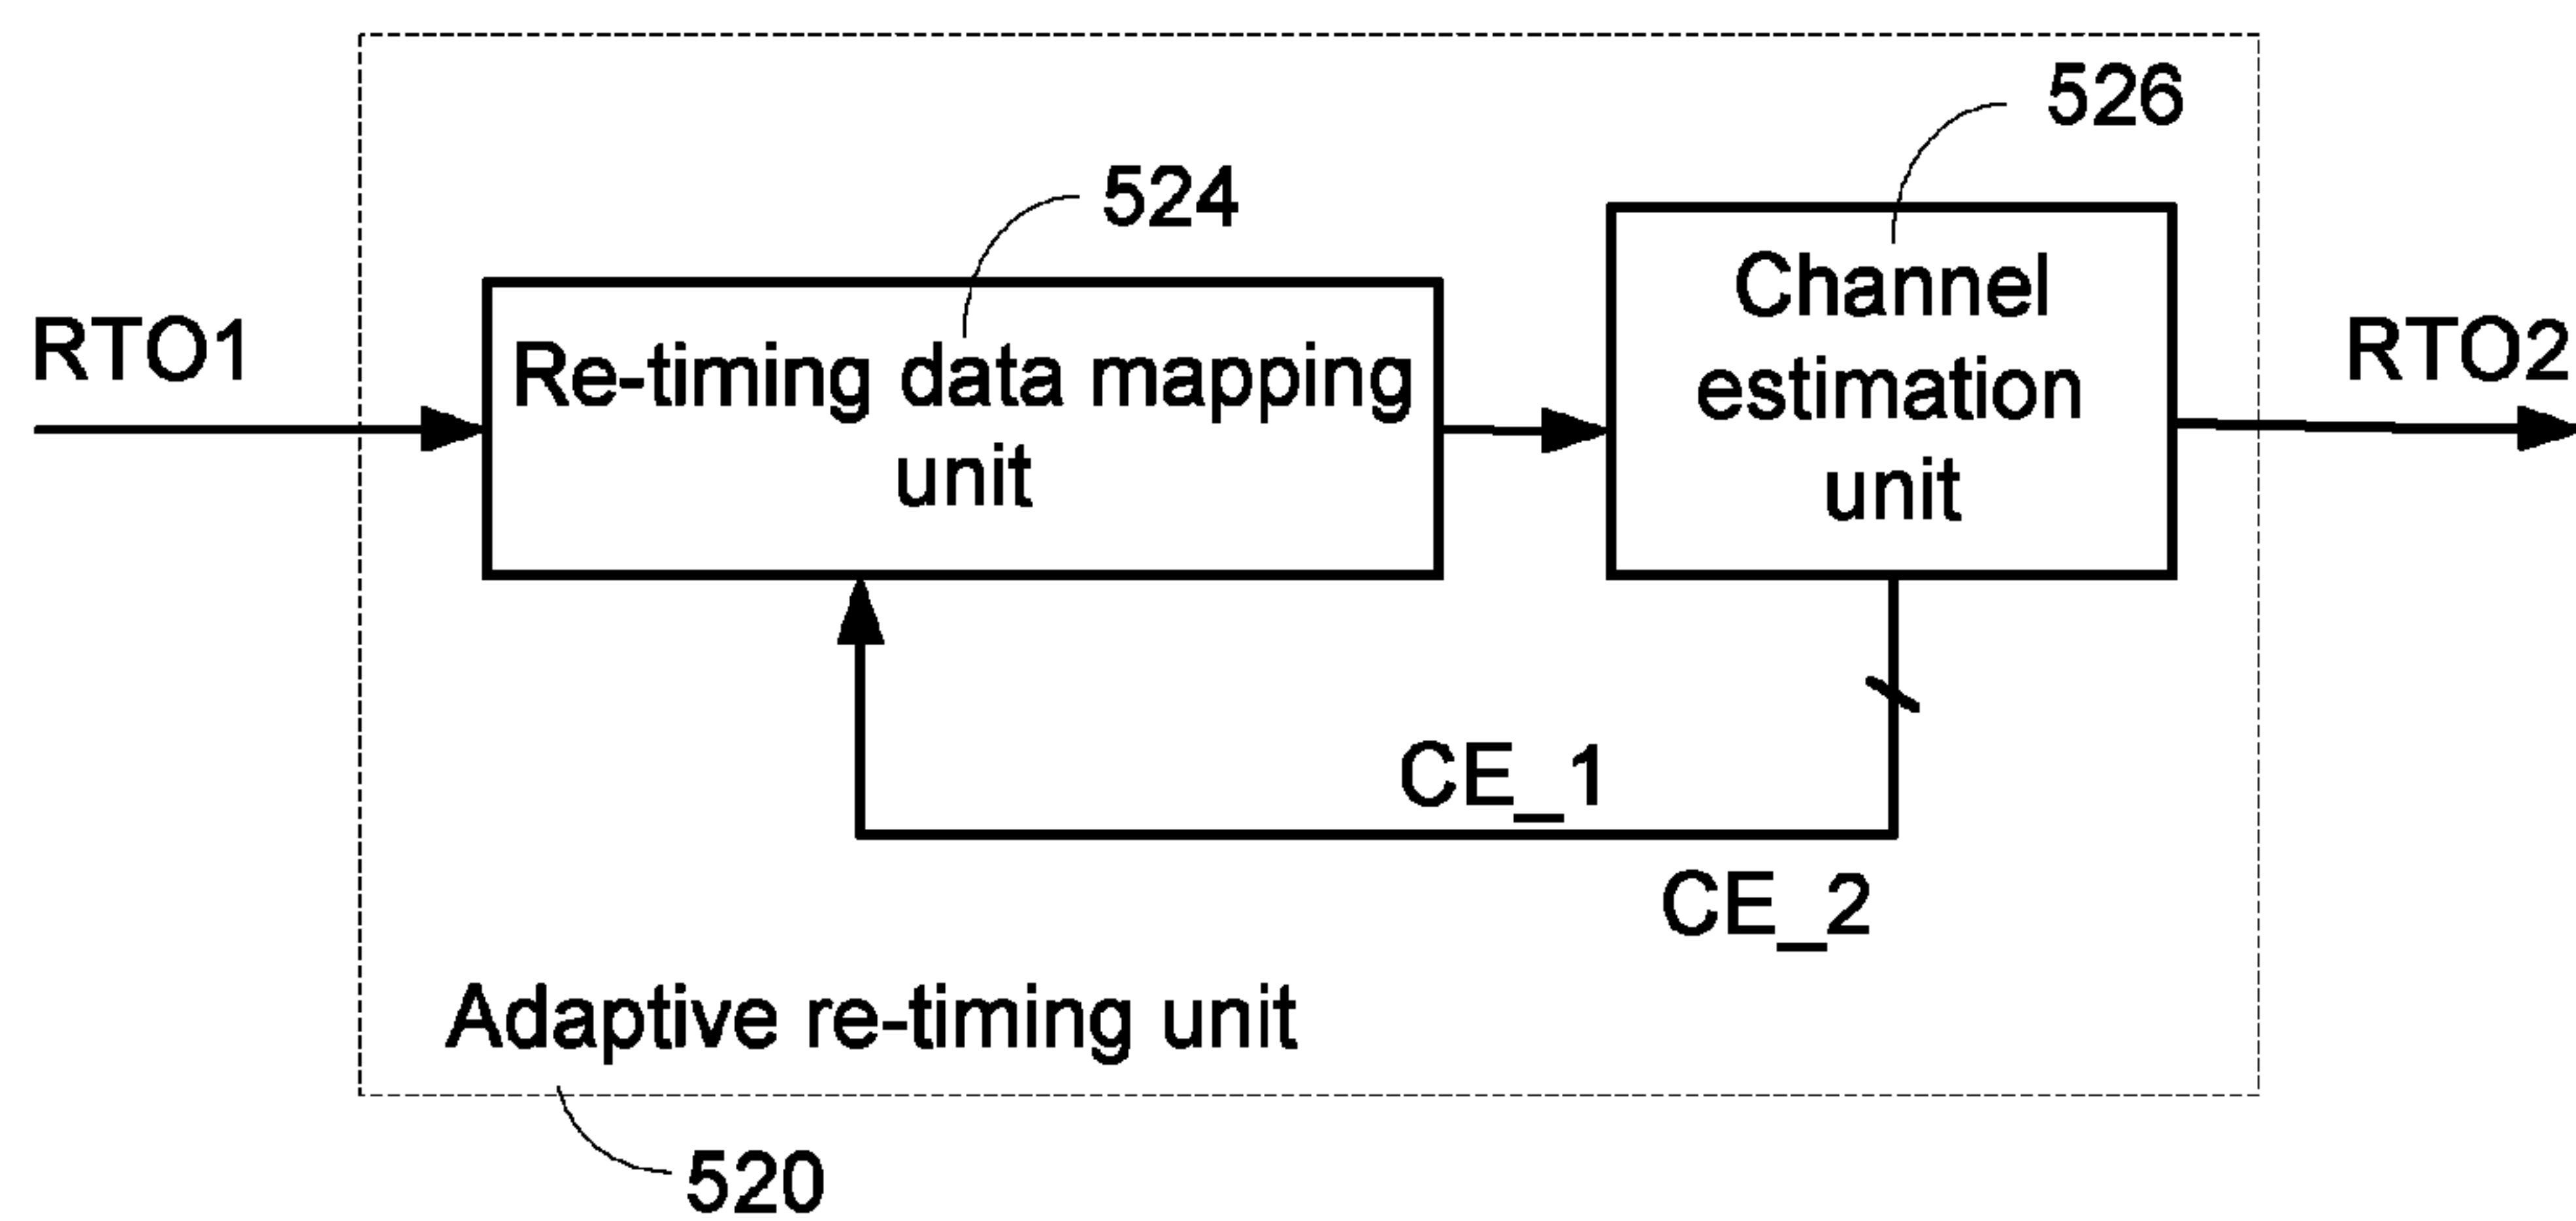 526
524
RTO1
Re-timing data mapping
unit
Channel
estimation
unit
RTO2
CE_1
CE_2
Adaptive re-timing unit
520